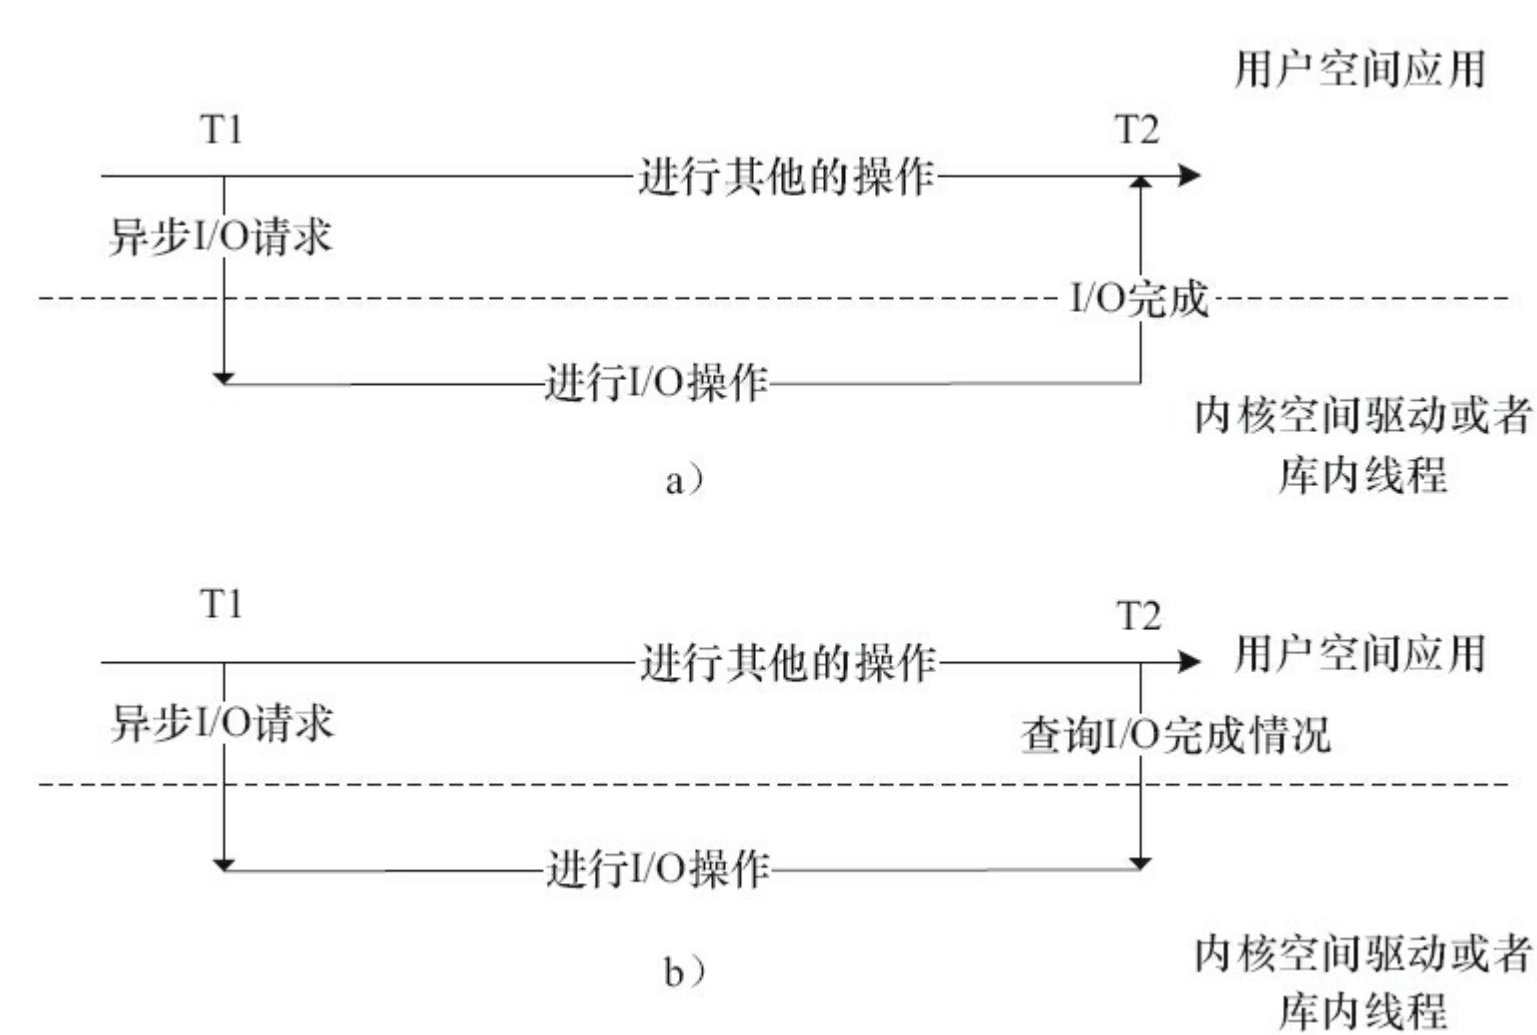 用户空间应用
T1
T2
进行其他的操作
异步I/O请求
I/O完成
进行I/O操作
内核空间驱动或者
库内线程
a）
T1
T2
进行其他的操作
用户空间应用
异步I/O请求
查询I/O完成情况
进行I/O操作
内核空间驱动或者
库内线程
b）